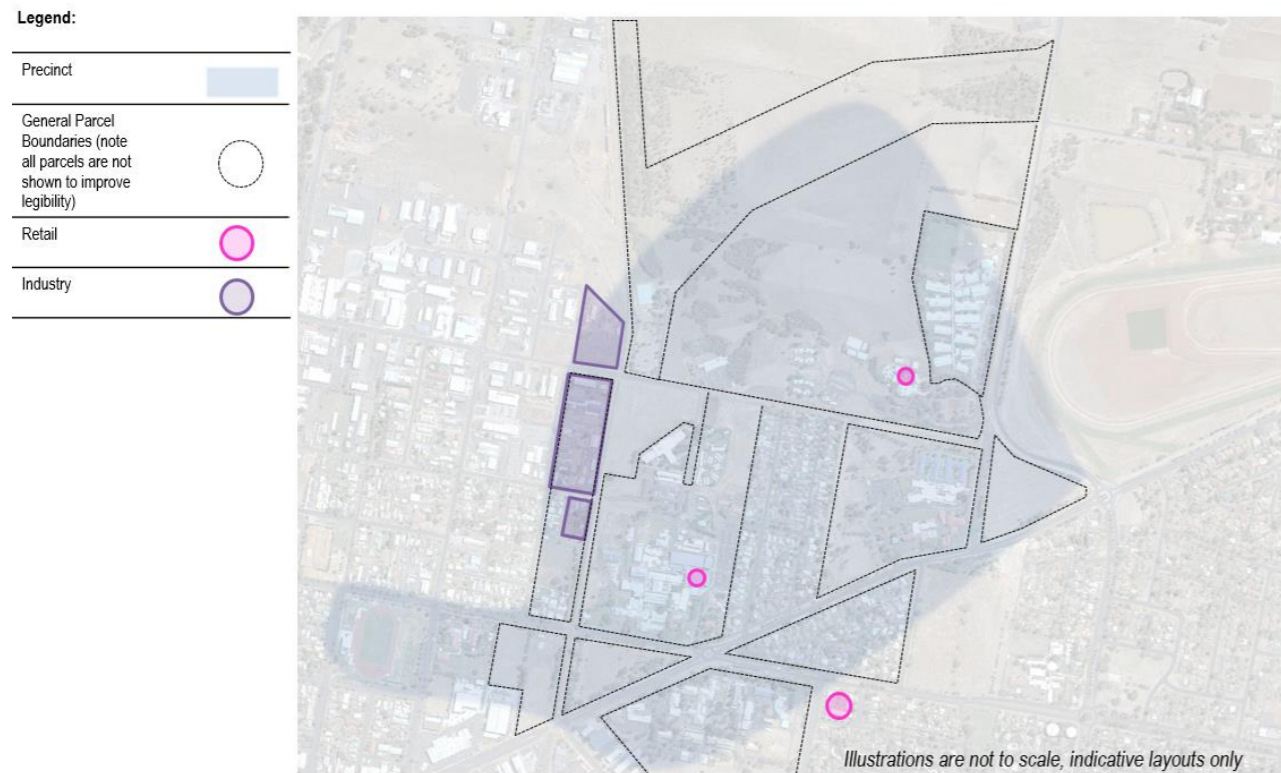 Legend:
Precinct
General Parcel
Boundaries (note
all parcels are not
shown to improve
legibility)
Retail
Industry
Illustrations are not to scale, indicative layouts only